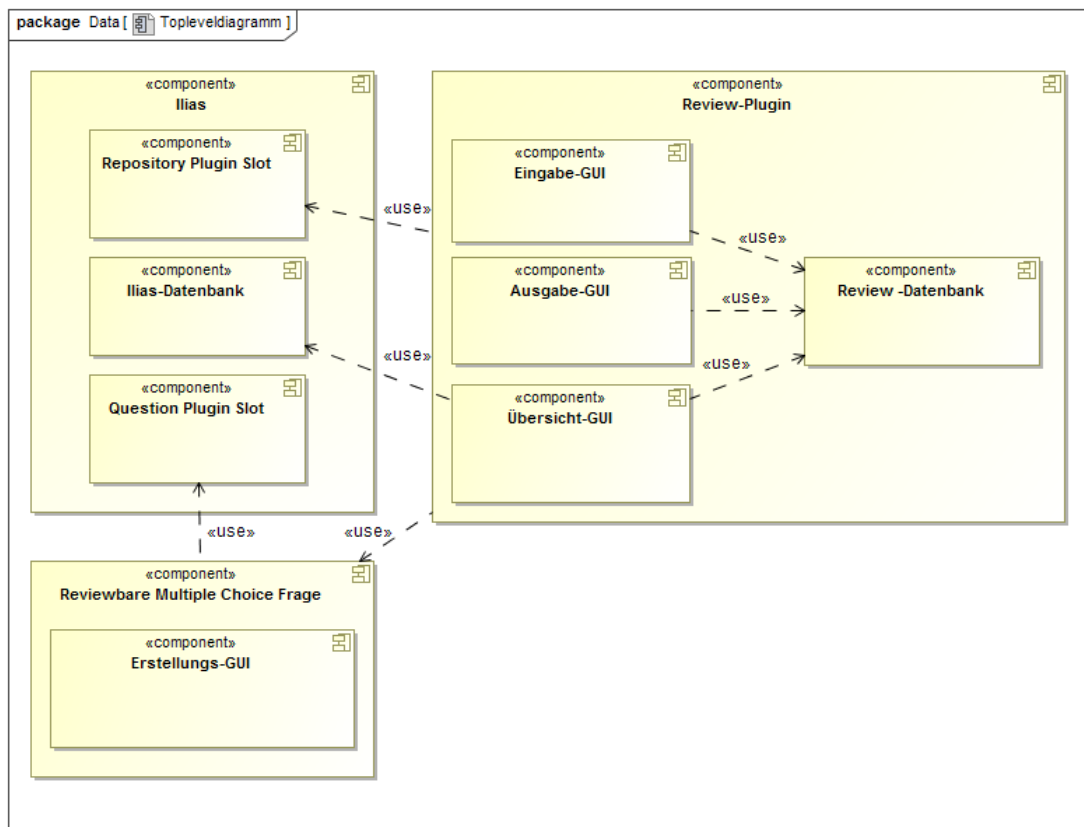 package Data [ Topleveldiagramm ]
«component»
Ilias
«component»
Repository Plugin Slot
«component»
Ilias-Datenbank
«component»
Question Plugin Slot
«component»
Review-Plugin
«component»
Eingabe-GUI
«component»
Ausgabe-GUI
«component»
Übersicht-GUI
«component»
Review -Datenbank
«use»
«use»
«use»
«use»
«use»
«use»
«use»
«component»
Reviewbare Multiple Choice Frage
«component»
Erstellungs-GUI